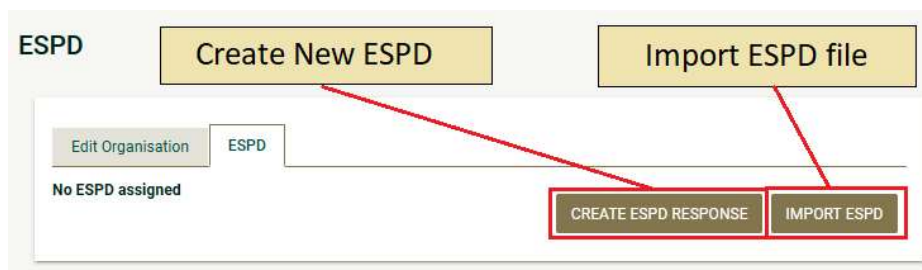 ESPD
Create New ESPD
Import ESPD file
Edit Organisation
ESPD
No ESPD assigned
CREATE ESPD RESPONSE
IMPORT ESPD